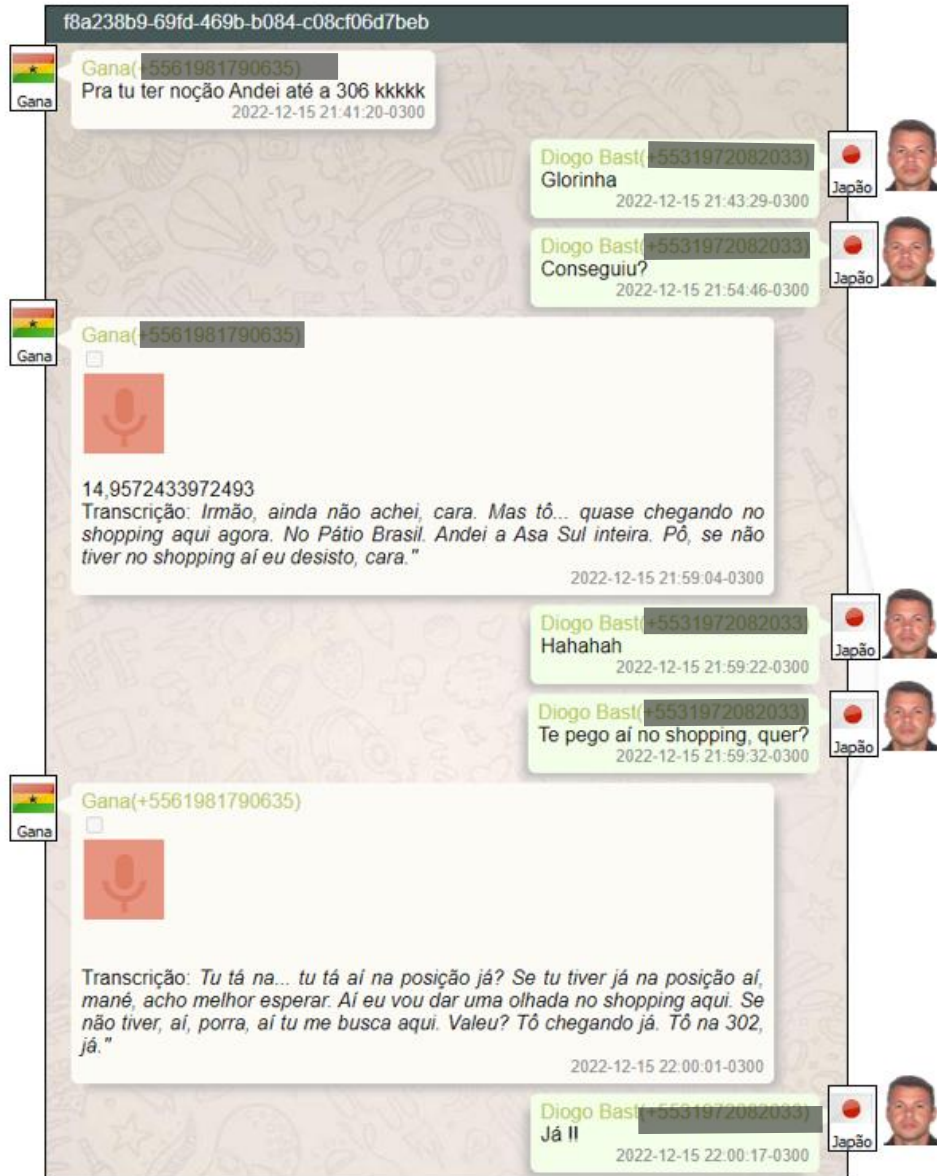 f8a238b9-69fd-469b-b084-c08cf06d7beb
Gana
Gana(
Pra tu ter noção Andei até a 306 kkkkk
2022-12-15 21:41:20-0300
Diogo Bast(
Glorinha
2022-12-15 21:43:29-0300
Japão
Diogo Bast(
Conseguiu?
2022-12-15 21:54:46-0300
Japão
Gana
Gana(
14,9572433972493
Transcrição: Irmão, ainda não achei, cara. Mas tô... quase chegando no
shopping aqui agora. No Pátio Brasil. Andei a Asa Sul inteira. Pô, se não
tiver no shopping aí eu desisto, cara."
2022-12-15 21:59:04-0300
Diogo Bast(
Hahahah
2022-12-15 21:59:22-0300
Japão
Diogo Bast(
Te pego aí no shopping, quer?
2022-12-15 21:59:32-0300
Japão
Gana
Gana(+5561981790635)
Transcrição: Tu tá na... tu tá aí na posição já? Se tu tiver já na posição aí,
mané, acho melhor esperar. Aí eu vou dar uma olhada no shopping aqui. Se
não tiver, aí, porra, aí tu me busca aqui. Valeu? Tô chegando já. Tô na 302,
já."
2022-12-15 22:00:01-0300
Diogo Bast(
Já !!
2022-12-15 22:00:17-0300
Japão